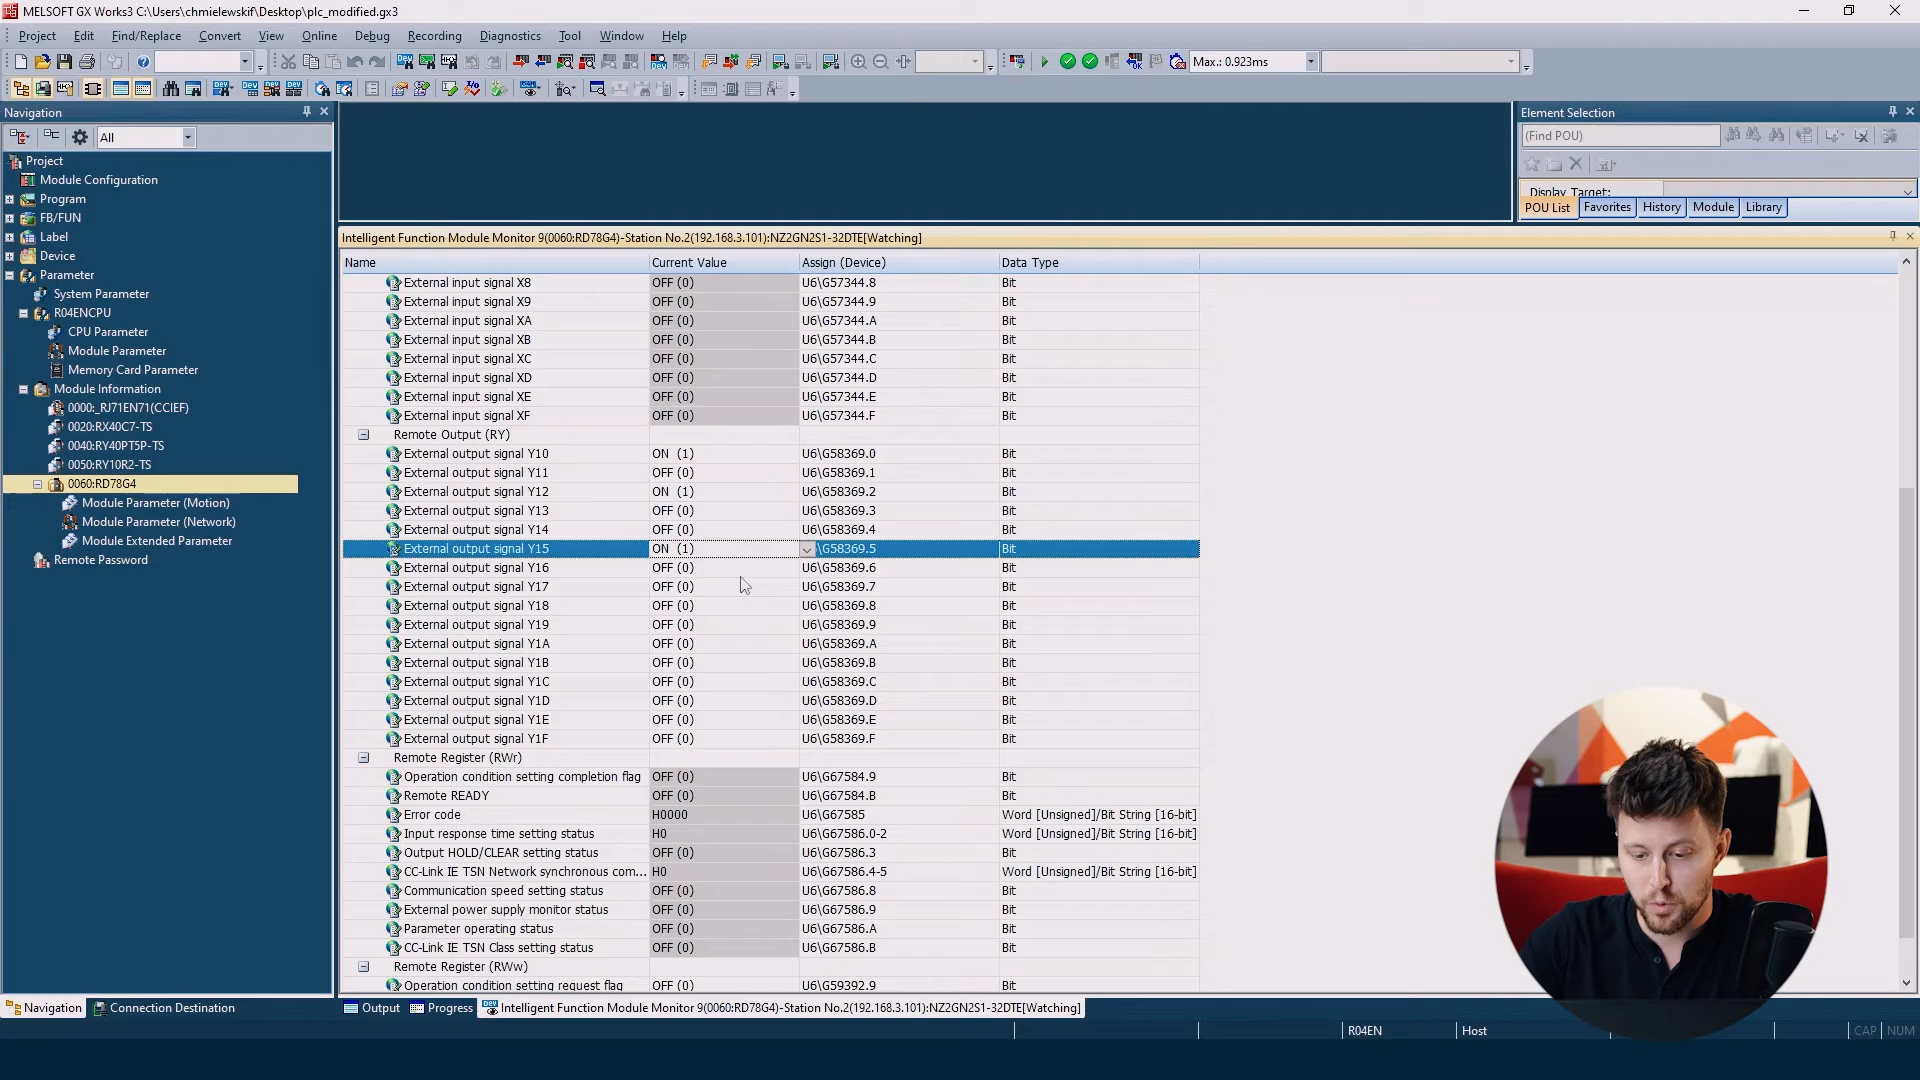 MELSOFT GX Works3 C:\Users\chmielewskif\Desktop\plc_modified.gx3
Project Edit Find/Replace Convert View Online Debug Recording Diagnostics Tool Window Help
Max.: 0.923ms
Navigation
All
Project
Module Configuration
Program
FB/FUN
Label
Device
Parameter
System Parameter
R04ENCPU
CPU Parameter
Module Parameter
Memory Card Parameter
Module Information
0000:_RJ71EN71(CCIEF)
0020:RX40C7-TS
0040:RY40PT5P-TS
0050:RY10R2-TS
0060:RD78G4
Module Parameter (Motion)
Module Parameter (Network)
Module Extended Parameter
Remote Password
Navigation Connection Destination
Element Selection
(Find POU)
Display Target:
POU List Favorites History Module Library
Intelligent Function Module Monitor 9(0060:RD78G4)-Station No.2(192.168.3.101):NZ2GN2S1-32DTE[Watching]
Name Current Value Assign (Device) Data Type
External input signal X8 OFF (0) U6\G57344.8 Bit
External input signal X9 OFF (0) U6\G57344.9 Bit
External input signal XA OFF (0) U6\G57344.A Bit
External input signal XB OFF (0) U6\G57344.B Bit
External input signal XC OFF (0) U6\G57344.C Bit
External input signal XD OFF (0) U6\G57344.D Bit
External input signal XE OFF (0) U6\G57344.E Bit
External input signal XF OFF (0) U6\G57344.F Bit
Remote Output (RY)
External output signal Y10 ON (1) U6\G58369.0 Bit
External output signal Y11 OFF (0) U6\G58369.1 Bit
External output signal Y12 ON (1) U6\G58369.2 Bit
External output signal Y13 OFF (0) U6\G58369.3 Bit
External output signal Y14 OFF (0) U6\G58369.4 Bit
External output signal Y15 ON (1) \G58369.5 Bit
External output signal Y16 OFF (0) U6\G58369.6 Bit
External output signal Y17 OFF (0) U6\G58369.7 Bit
External output signal Y18 OFF (0) U6\G58369.8 Bit
External output signal Y19 OFF (0) U6\G58369.9 Bit
External output signal Y1A OFF (0) U6\G58369.A Bit
External output signal Y1B OFF (0) U6\G58369.B Bit
External output signal Y1C OFF (0) U6\G58369.C Bit
External output signal Y1D OFF (0) U6\G58369.D Bit
External output signal Y1E OFF (0) U6\G58369.E Bit
External output signal Y1F OFF (0) U6\G58369.F Bit
Remote Register (RWr)
Operation condition setting completion flag OFF (0) U6\G67584.9 Bit
Remote READY OFF (0) U6\G67584.B Bit
Error code H0000 U6\G67585 Word [Unsigned]/Bit String [16-bit]
Input response time setting status H0 U6\G67586.0-2 Word [Unsigned]/Bit String [16-bit]
Output HOLD/CLEAR setting status OFF (0) U6\G67586.3 Bit
CC-Link IE TSN Network synchronous com... H0 U6\G67586.4-5 Word [Unsigned]/Bit String [16-bit]
Communication speed setting status OFF (0) U6\G67586.8 Bit
External power supply monitor status OFF (0) U6\G67586.9 Bit
Parameter operating status OFF (0) U6\G67586.A Bit
CC-Link IE TSN Class setting status OFF (0) U6\G67586.B Bit
Remote Register (RWw)
Operation condition setting request flag OFF (0) U6\G59392.9 Bit
Output Progress Intelligent Function Module Monitor 9(0060:RD78G4)-Station No.2(192.168.3.101):NZ2GN2S1-32DTE[Watching]
R04EN Host CAP NUM